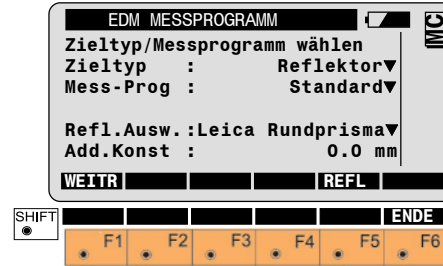 EDM MESSPROGRAMM
MC
Zieltyp/Messprogramm wählen
Zieltyp : Reflektor▼
Mess-Prog : Standard▼
Refl.Ausw.:Leica Rundprisma▼
Add.Konst : 0.0 mm
WEITR REFL
SHIFT ENDE
F1 F2 F3 F4 F5 F6